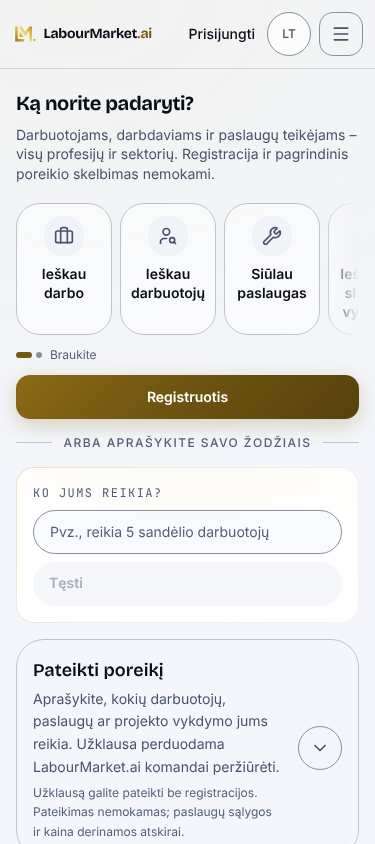 LabourMarket.ai
Prisijungti
LT
Ką norite padaryti?
Darbuotojams, darbdaviams ir paslaugų teikėjams –
visų profesijų ir sektorių. Registracija ir pagrindinis
poreikio skelbimas nemokami.
Ieškau
darbo
Ieškau
darbuotojų
Siūlau
paslaugas
Braukite
Registruotis
ARBA APRAŠYKITE SAVO ŽODŽIAIS
KO JUMS REIKIA?
Pvz., reikia 5 sandėlio darbuotojų
Tęsti
Pateikti poreikį
Aprašykite, kokių darbuotojų,
paslaugų ar projekto vykdymo jums
reikia. Užklausa perduodama
LabourMarket.ai komandai peržiūrėti.
Užklausą galite pateikti be registracijos.
Pateikimas nemokamas; paslaugų sąlygos
ir kaina derinamos atskirai.